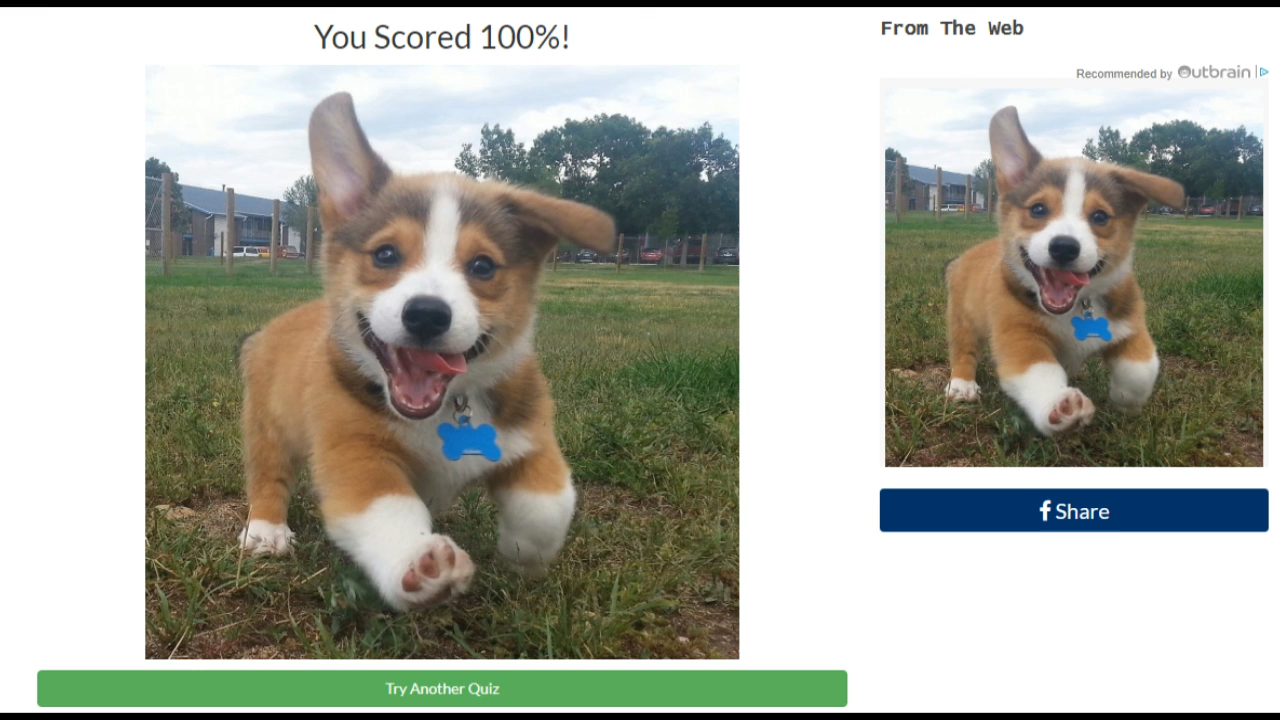 You Scored 100%!
From The Web
Recommended by Outbrain
Share
Try Another Quiz